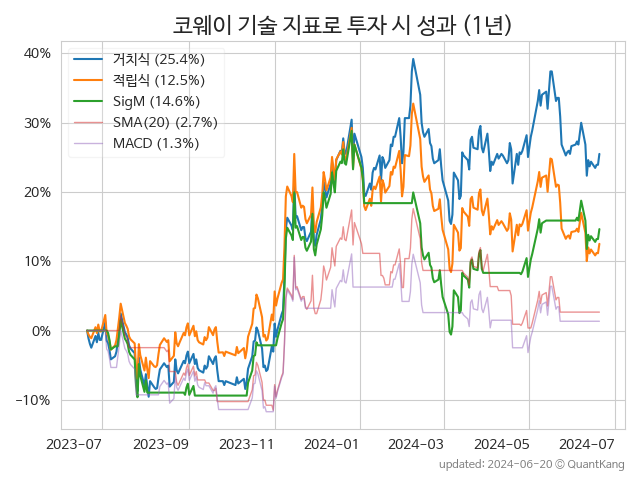 코웨이 기술 지표로 투자 시 성과 (1년)
40%
30%
20%
10%
0%
−10%
거치식 (25.4%)
적립식 (12.5%)
SigM (14.6%)
SMA(20) (2.7%)
MACD (1.3%)
2023-07
2023-09
2023-11
2024-01
2024-03
2024-05
2024-07
updated: 2024-06-20 © QuantKang